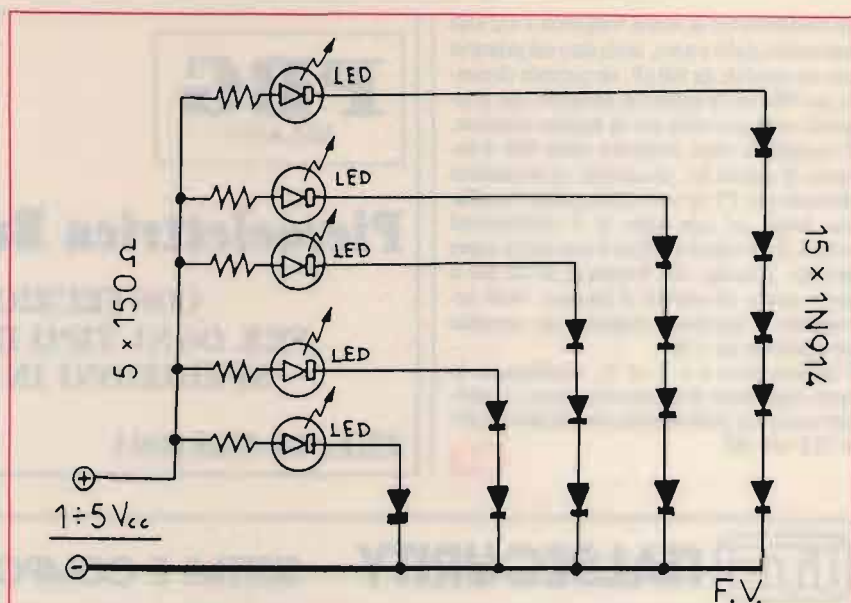 LED
LED
LED
LED
LED
5 × 150 Ω
15 × 1N914
+
1÷5 Vcc
-
F.V.